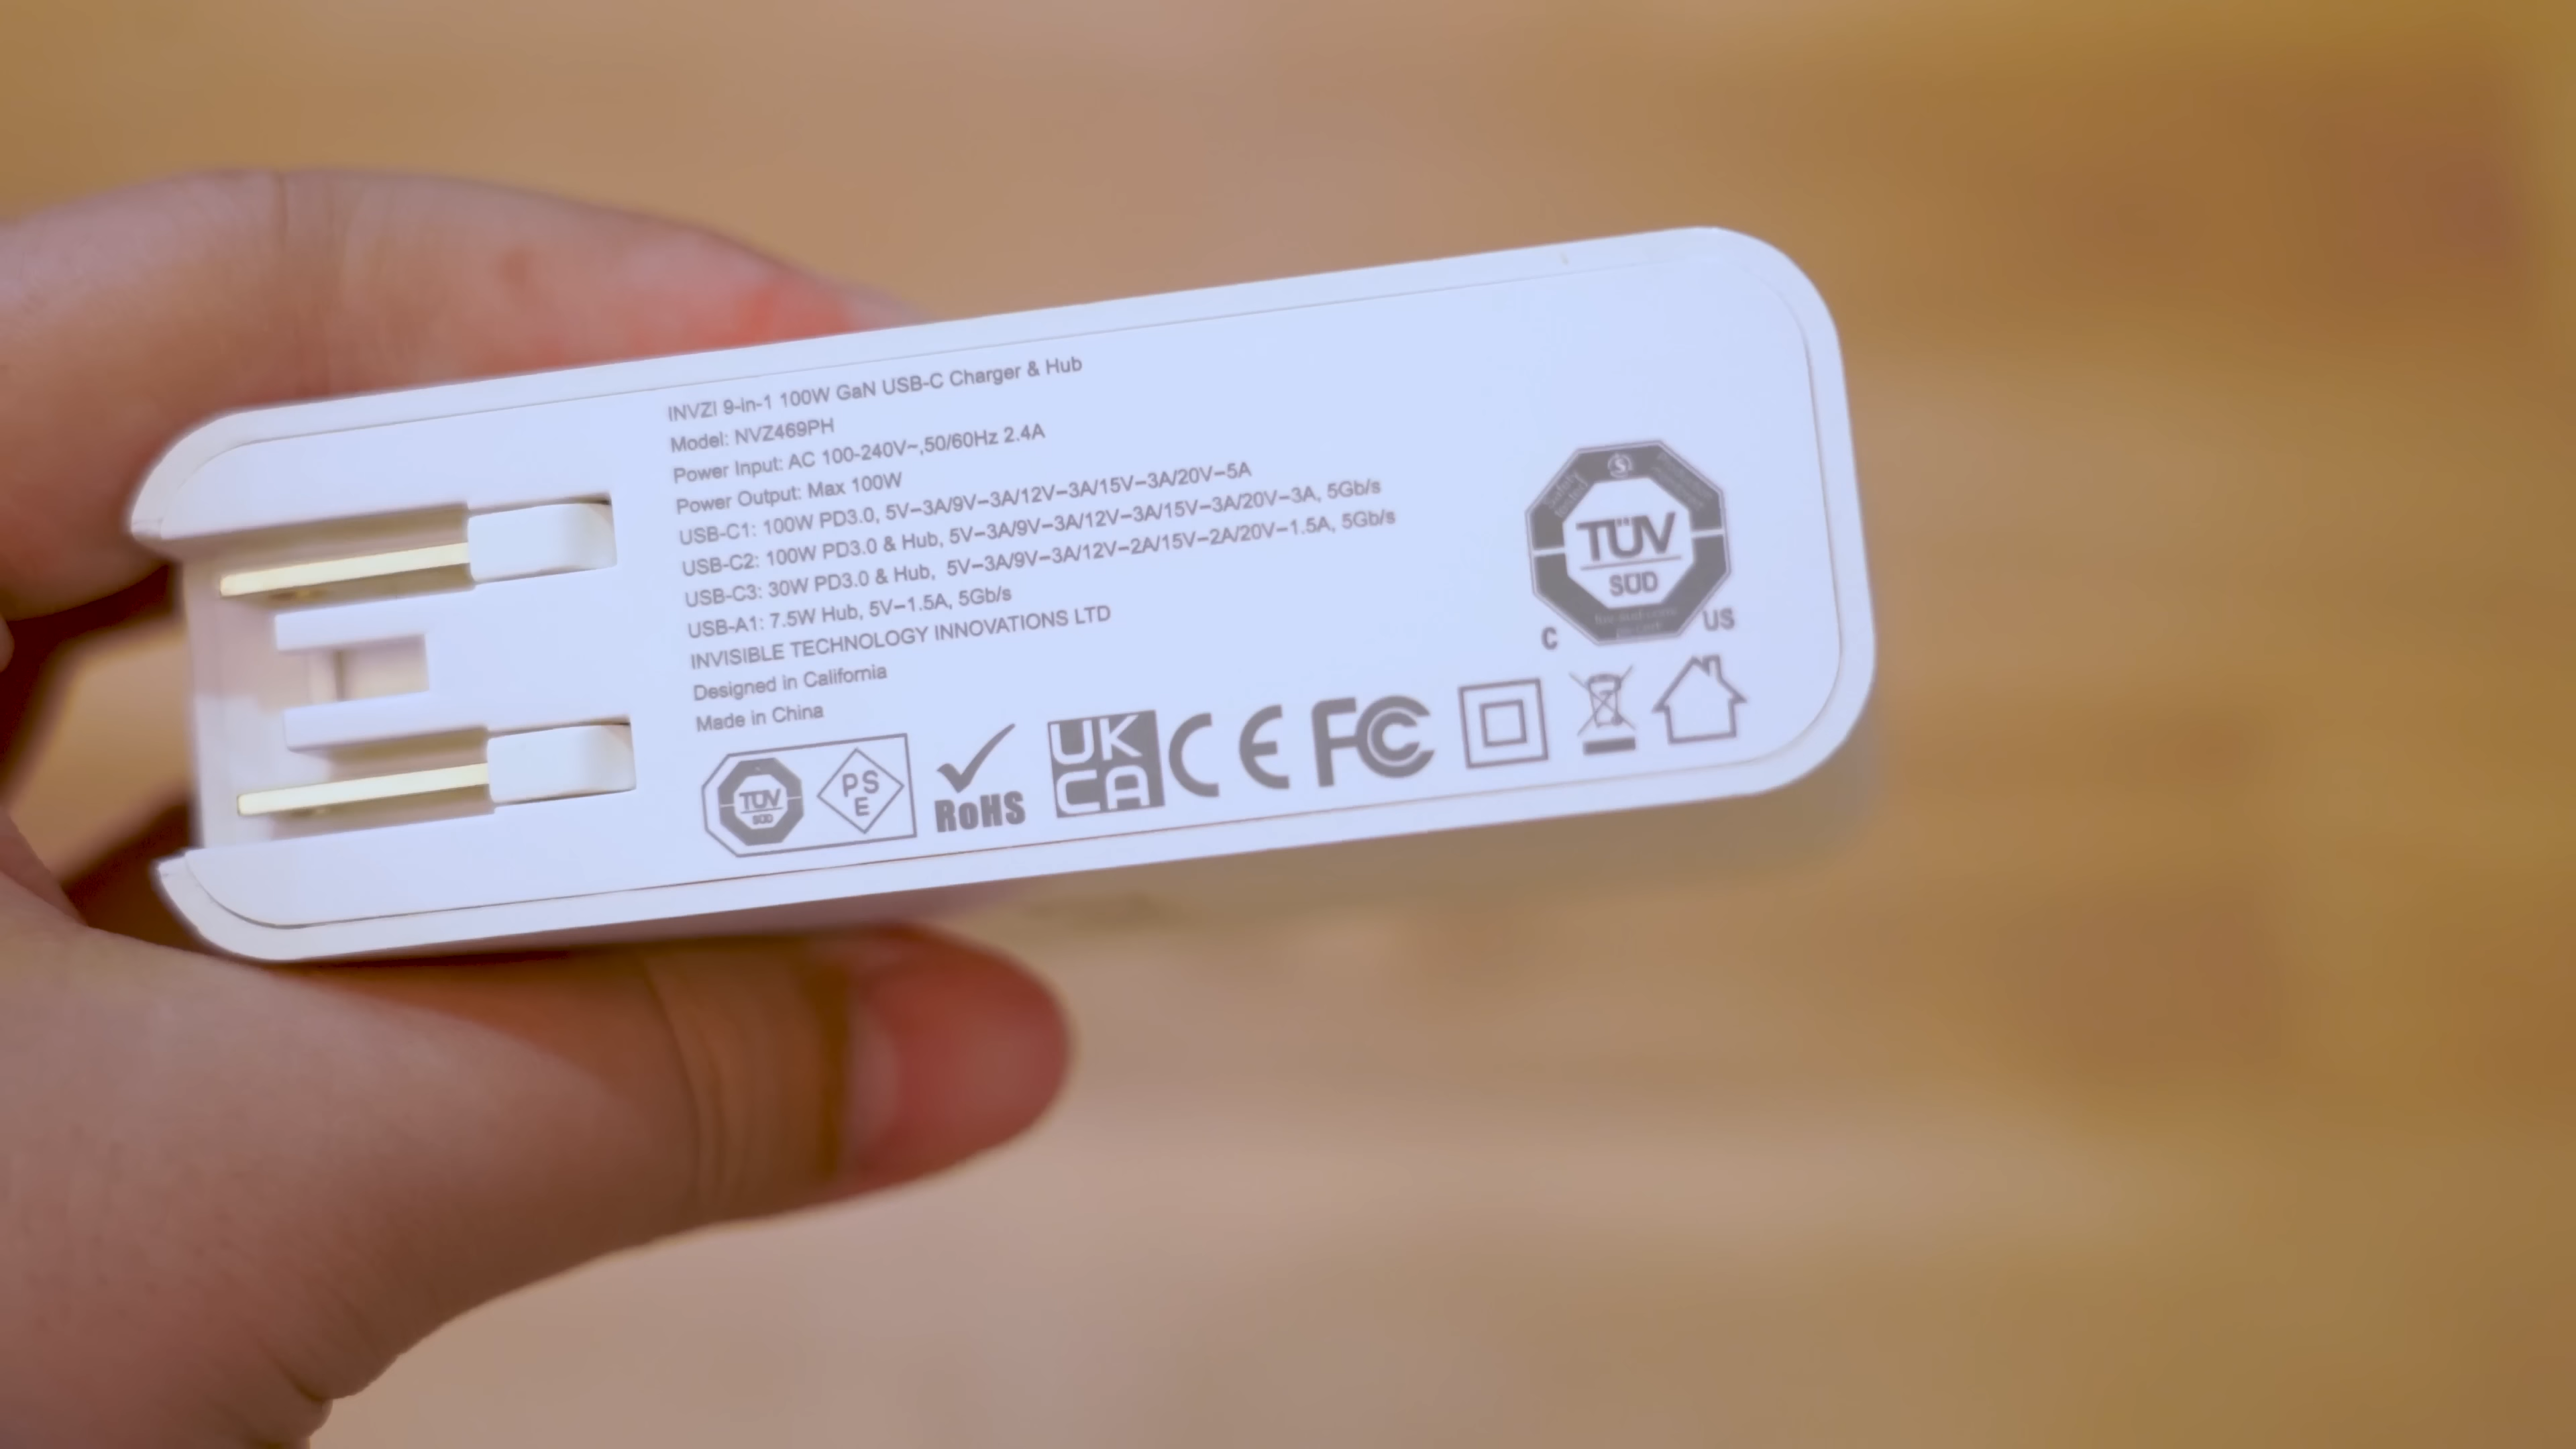 INVZI 9-in-1 100W GaN USB-C Charger & Hub
Model: NVZ469PH
Power Input: AC 100-240V~,50/60Hz 2.4A
Power Output: Max 100W
USB-C1: 100W PD3.0, 5V⎓3A/9V⎓3A/12V⎓3A/15V⎓3A/20V⎓5A
USB-C2: 100W PD3.0 & Hub, 5V⎓3A/9V⎓3A/12V⎓3A/15V⎓3A/20V⎓3A, 5Gb/s
USB-C3: 30W PD3.0 & Hub, 5V⎓3A/9V⎓3A/12V⎓2A/15V⎓2A/20V⎓1.5A, 5Gb/s
USB-A1: 7.5W Hub, 5V⎓1.5A, 5Gb/s
INVISIBLE TECHNOLOGY INNOVATIONS LTD
Designed in California
Made in China
TÜV
SÜD
PS
E
RoHS
UK
CA
CE
FC
TÜV
SÜD
C US